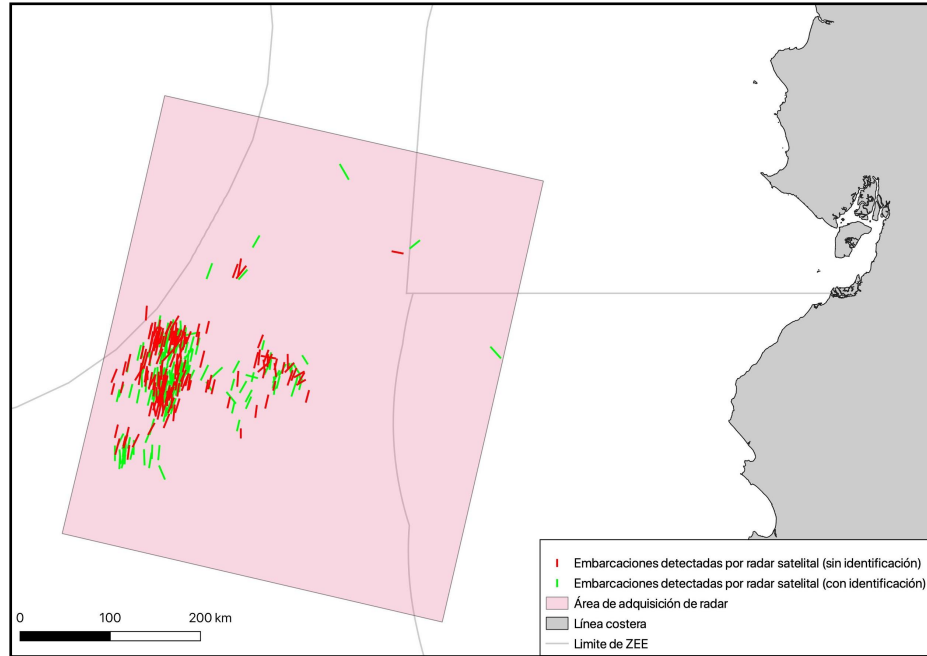 Embarcaciones detectadas por radar satelital (sin identificación)
Embarcaciones detectadas por radar satelital (con identificación)
Área de adquisición de radar
Línea costera
Limite de ZEE
0 100 200 km